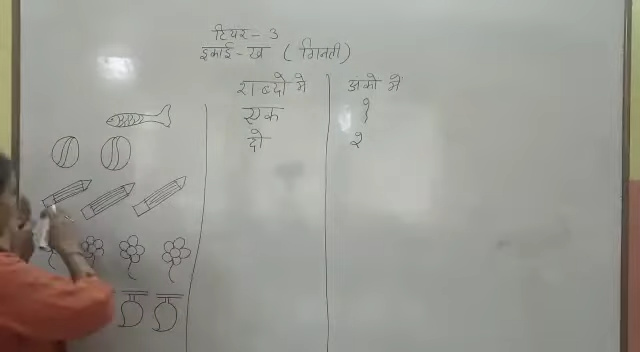 टियर - 3
इकाई - ख ( गिनती )
शब्दो मे अंको मे
एक १
दो २